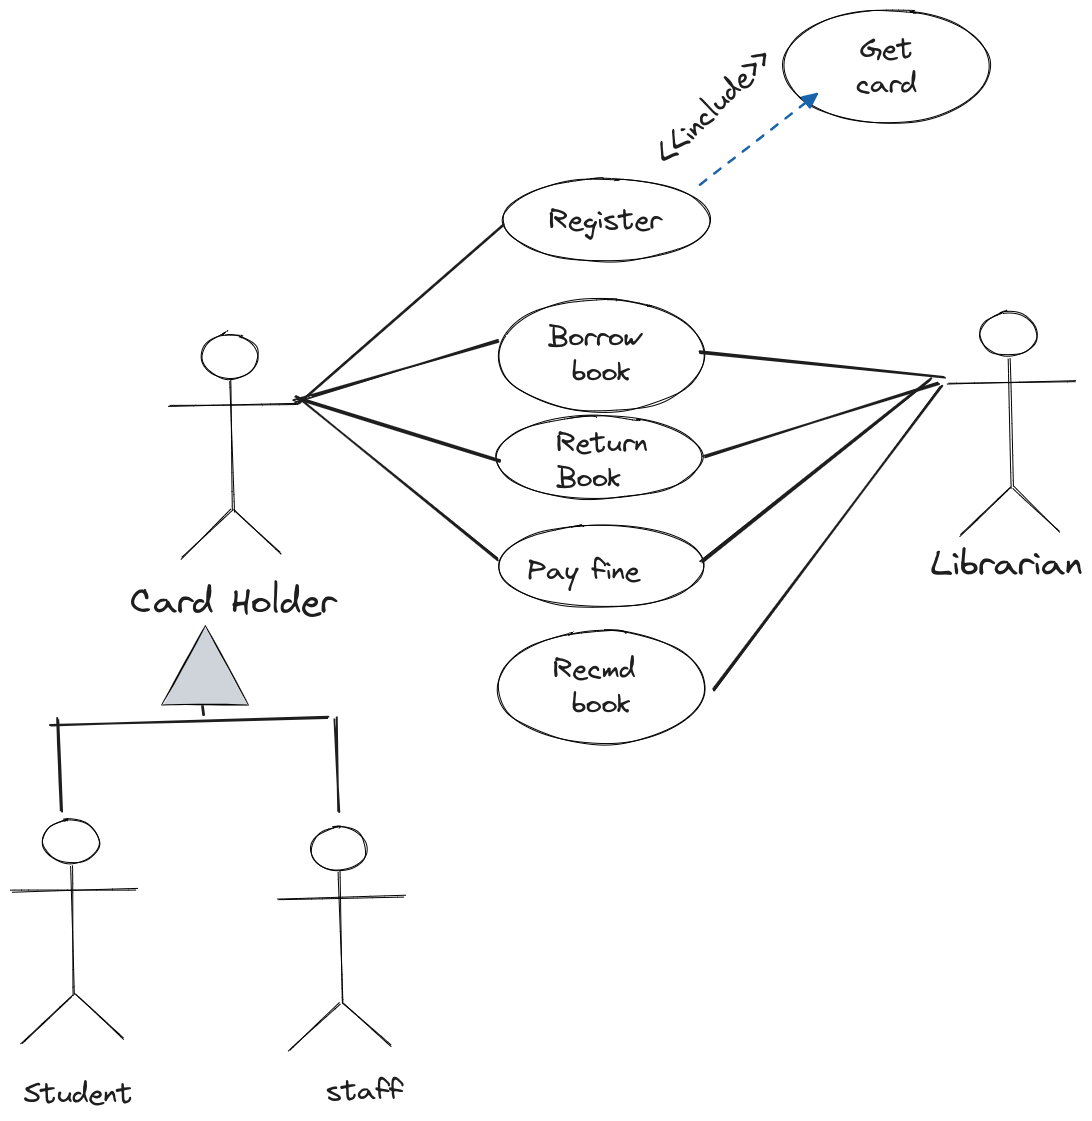 Get
card
<<include>>
Register
Borrow
book
Return
Book
Pay fine
Recmd
book
Card Holder
Librarian
Student
staff